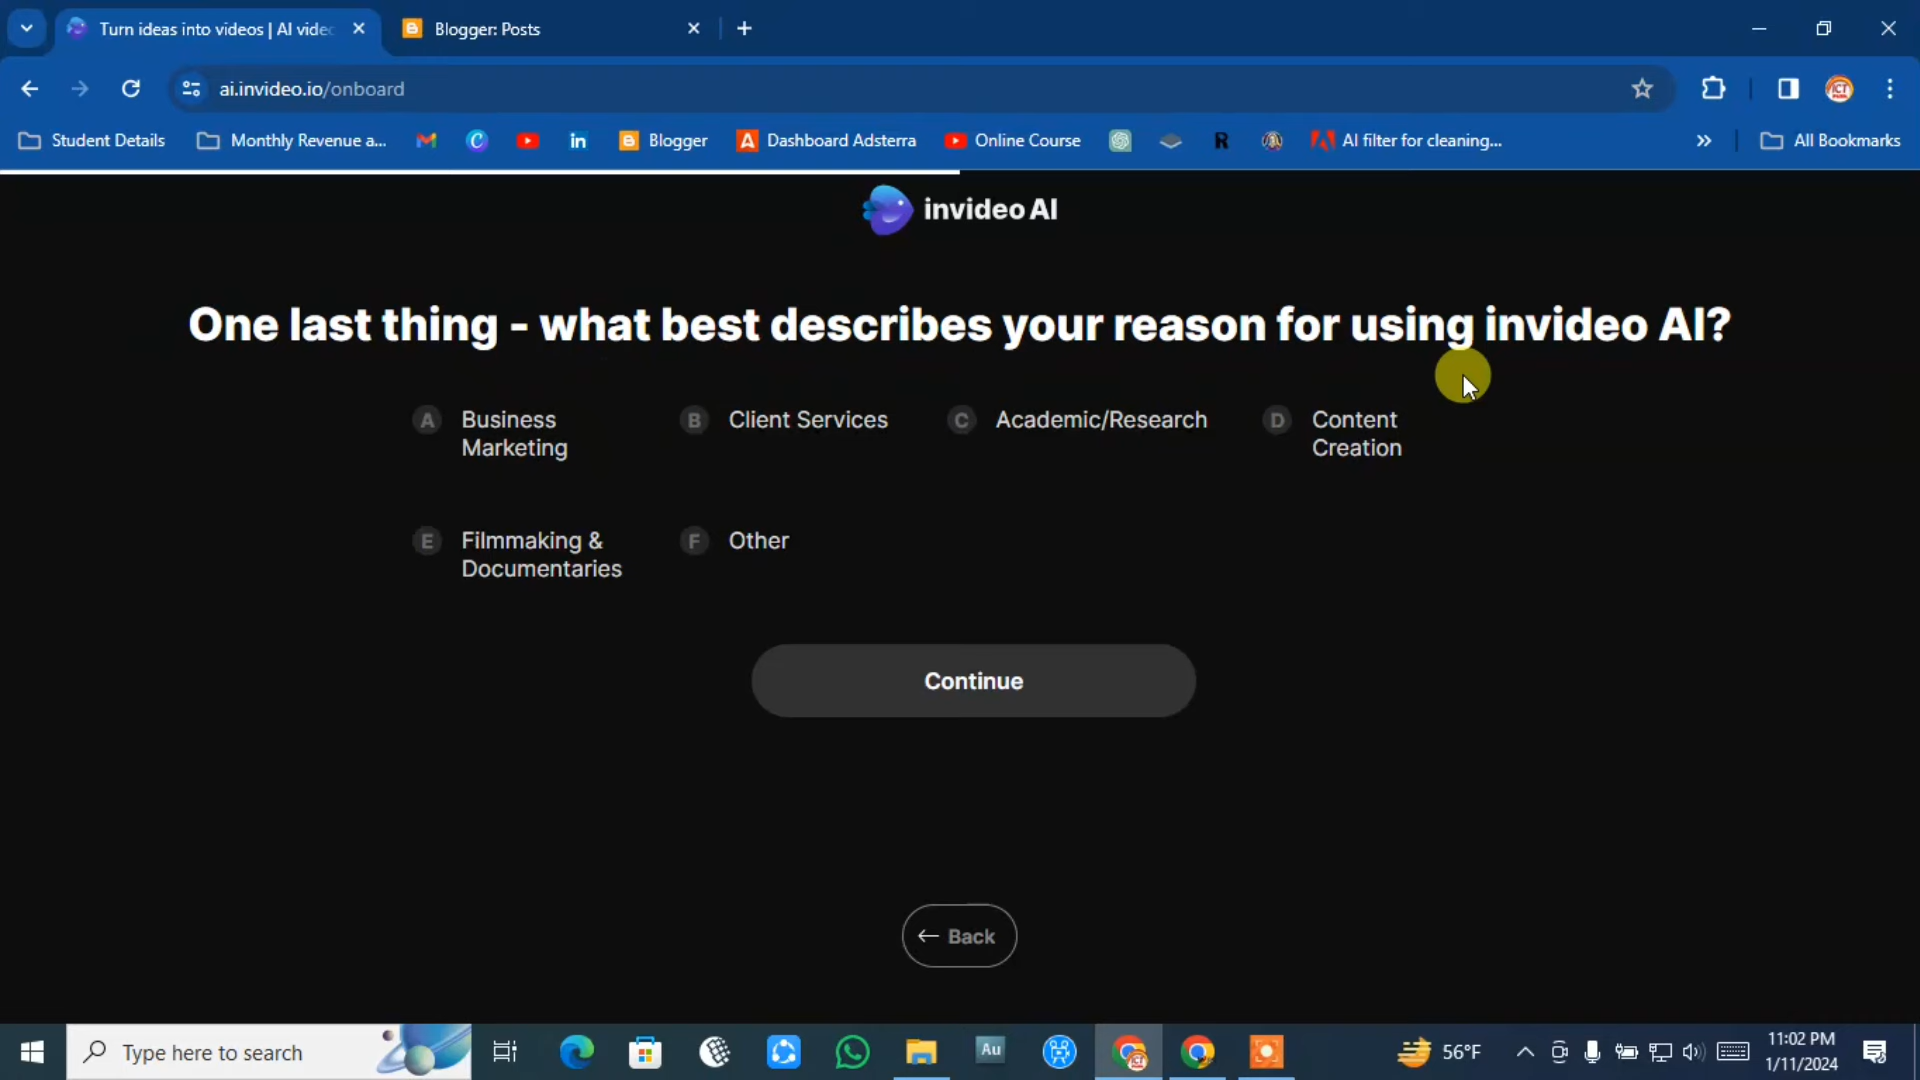 Turn ideas into videos | AI vide
Blogger: Posts
ai.invideo.io/onboard
Student Details
Monthly Revenue a...
Blogger
Dashboard Adsterra
Online Course
AI filter for cleaning...
All Bookmarks
invideo AI
One last thing - what best describes your reason for using invideo AI?
A Business
Marketing
B Client Services
C Academic/Research
D Content
Creation
E Filmmaking &
Documentaries
F Other
Continue
← Back
Type here to search
Au
56°F
11:02 PM
1/11/2024